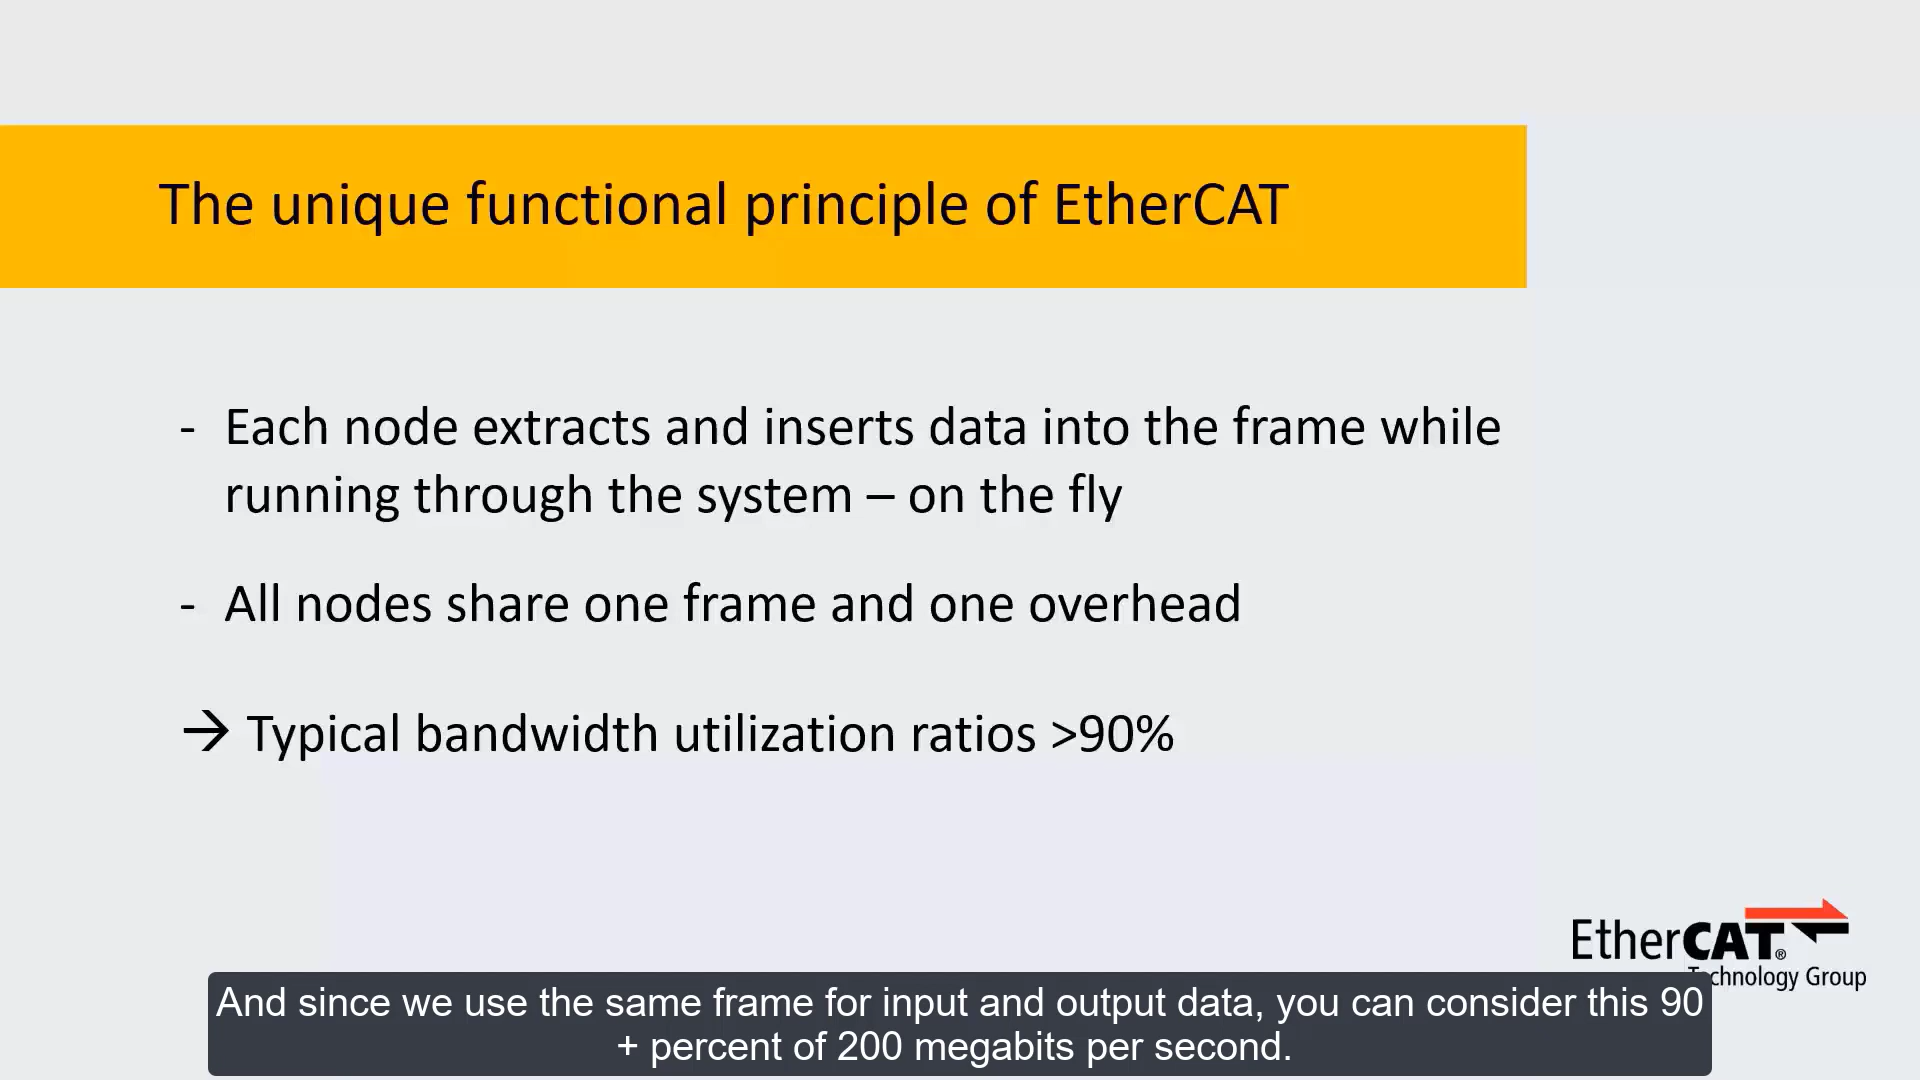 The unique functional principle of EtherCAT
- Each node extracts and inserts data into the frame while
running through the system – on the fly
- All nodes share one frame and one overhead
→ Typical bandwidth utilization ratios >90%
EtherCAT®
Technology Group
And since we use the same frame for input and output data, you can consider this 90
+ percent of 200 megabits per second.